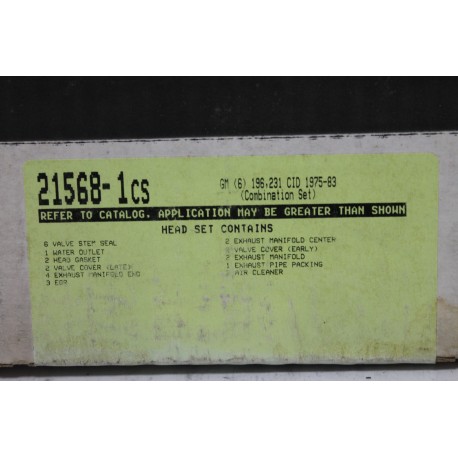 21568-1CS
GM (6) 196,231 CID 1975-83
(Combination Set)
REFER TO CATALOG. APPLICATION MAY BE GREATER THAN SHOWN
HEAD SET CONTAINS
6 VALVE STEM SEAL
1 WATER OUTLET
2 HEAD GASKET
2 VALVE COVER (LATE)
4 EXHAUST MANIFOLD END
3 EGR
2 EXHAUST MANIFOLD CENTER
VALVE COVER (EARLY)
2 EXHAUST MANIFOLD
1 EXHAUST PIPE PACKING
AIR CLEANER